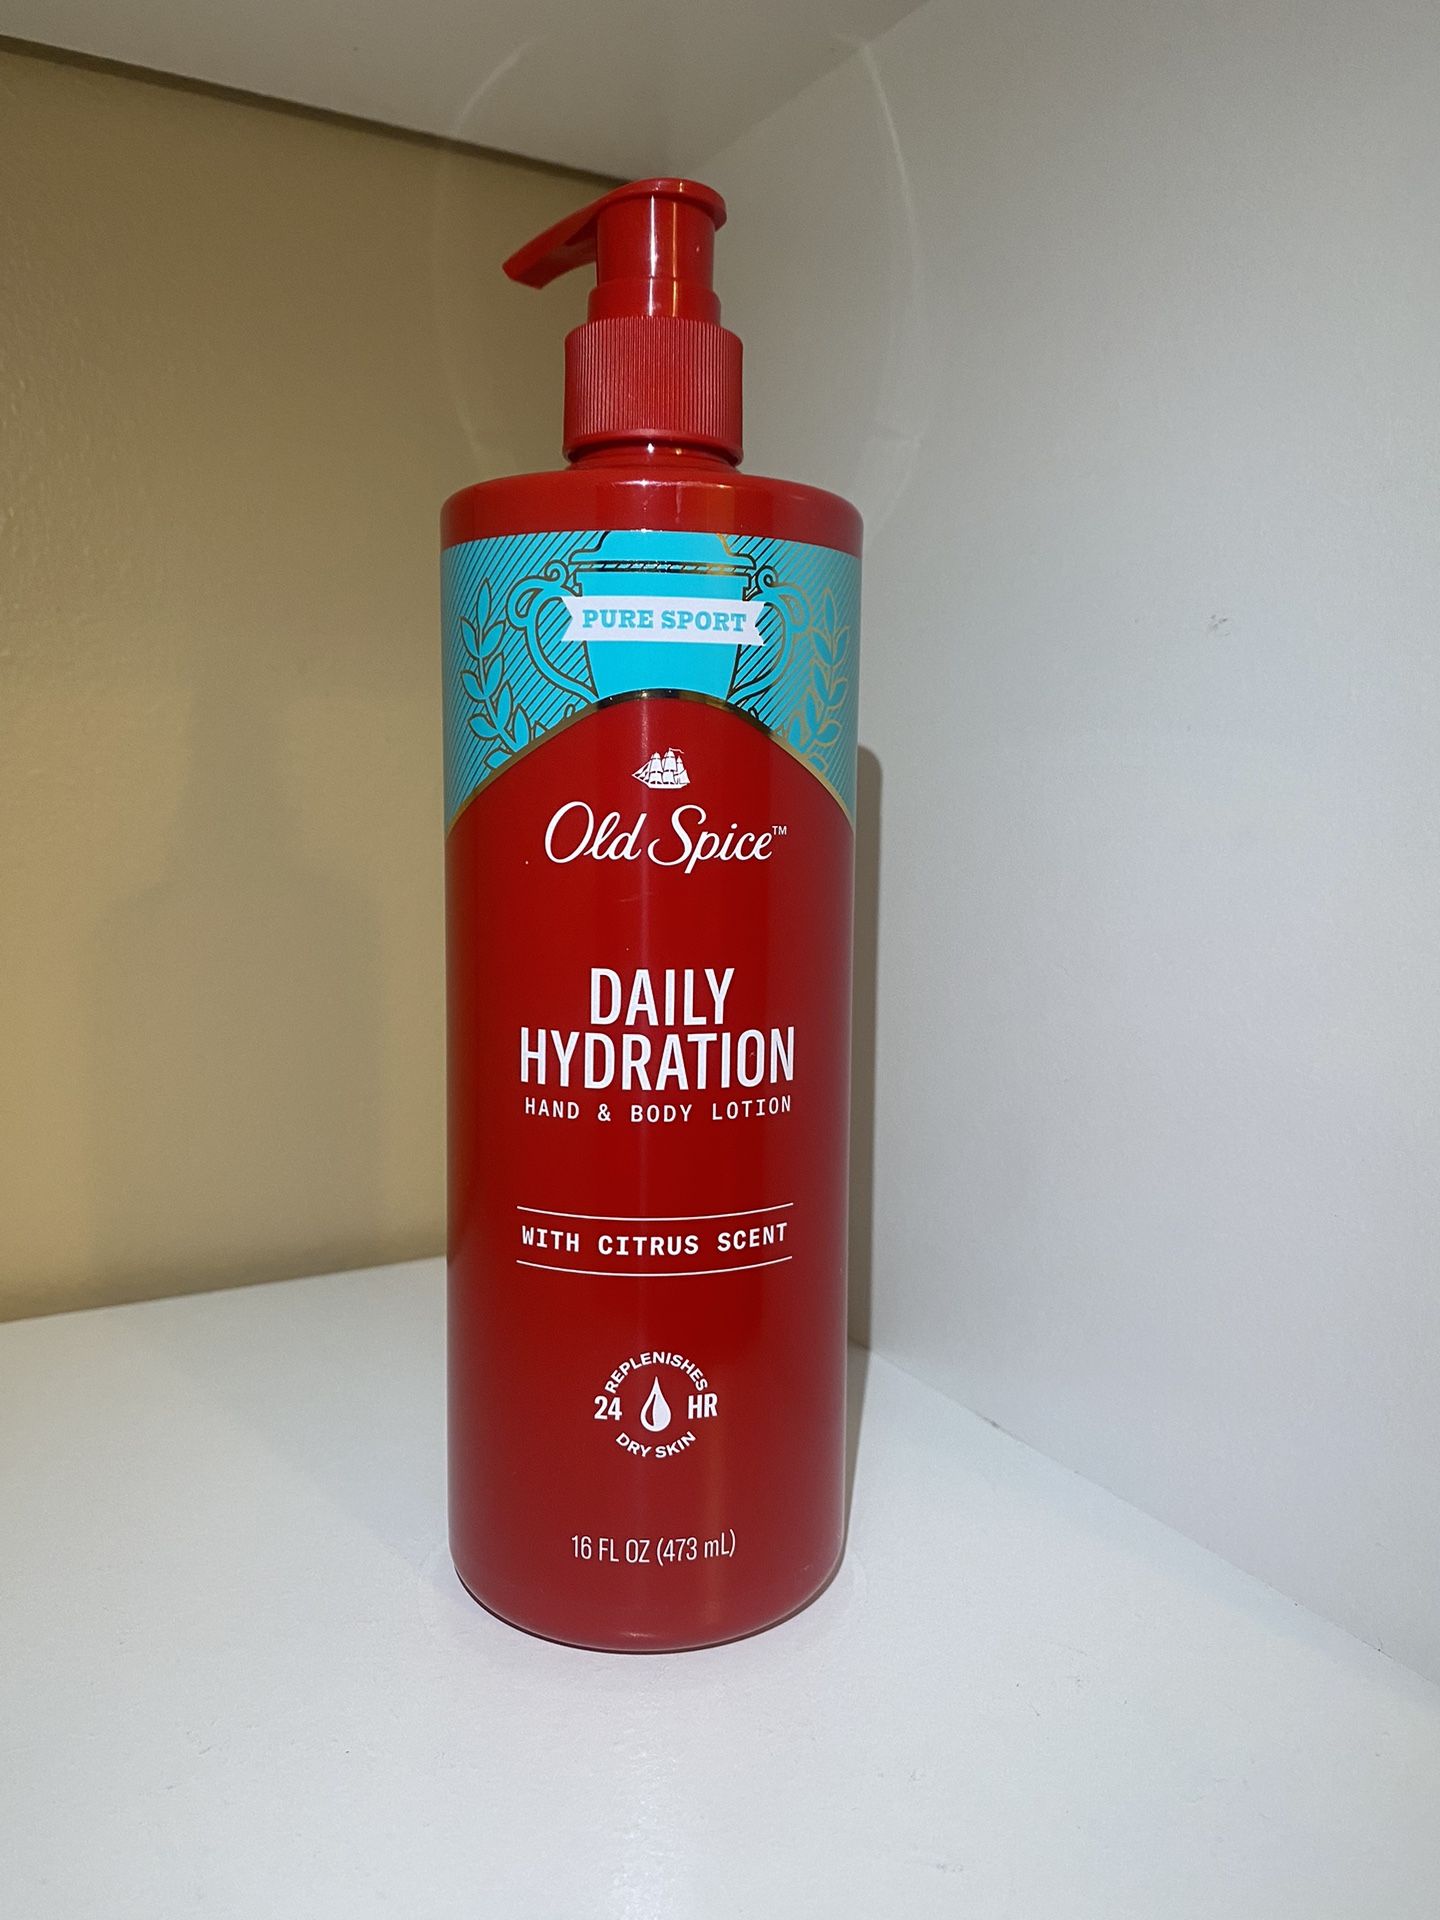 PURE SPORT
Old Spice™
DAILY
HYDRATION
HAND & BODY LOTION
WITH CITRUS SCENT
REPLENISHES
24 HR
DRY SKIN
16 FL OZ (473 mL)